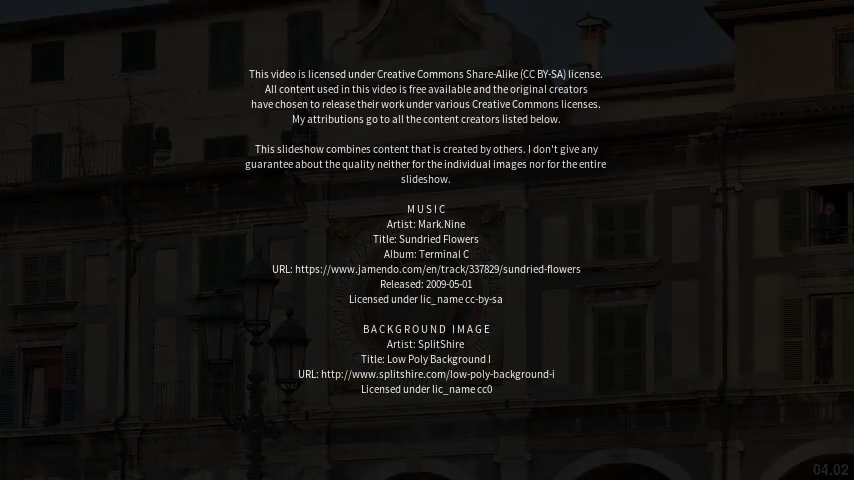 This video is licensed under Creative Commons Share-Alike (CC BY-SA) license.
All content used in this video is free available and the original creators
have chosen to release their work under various Creative Commons licenses.
My attributions go to all the content creators listed below.
This slideshow combines content that is created by others. I don't give any
guarantee about the quality neither for the individual images nor for the entire
slideshow.
MUSIC
Artist: Mark.Nine
Title: Sundried Flowers
Album: Terminal C
URL: https://www.jamendo.com/en/track/337829/sundried-flowers
Released: 2009-05-01
Licensed under lic_name cc-by-sa
BACKGROUND IMAGE
Artist: SplitShire
Title: Low Poly Background I
URL: http://www.splitshire.com/low-poly-background-i
Licensed under lic_name cc0
04.02